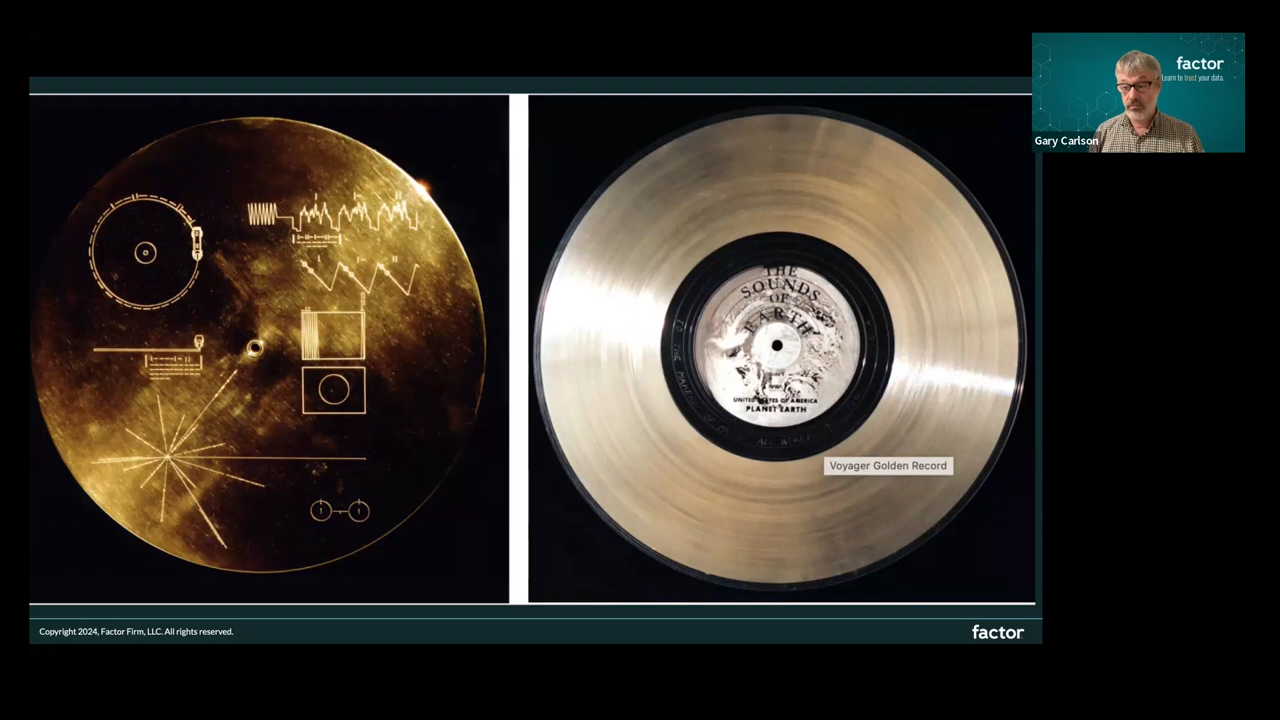 factor
Learn to trust your data.
Gary Carlson
THE
SOUNDS
OF
EARTH
UNITED STATES OF AMERICA
PLANET EARTH
Voyager Golden Record
Copyright 2024, Factor Firm, LLC. All rights reserved.
factor